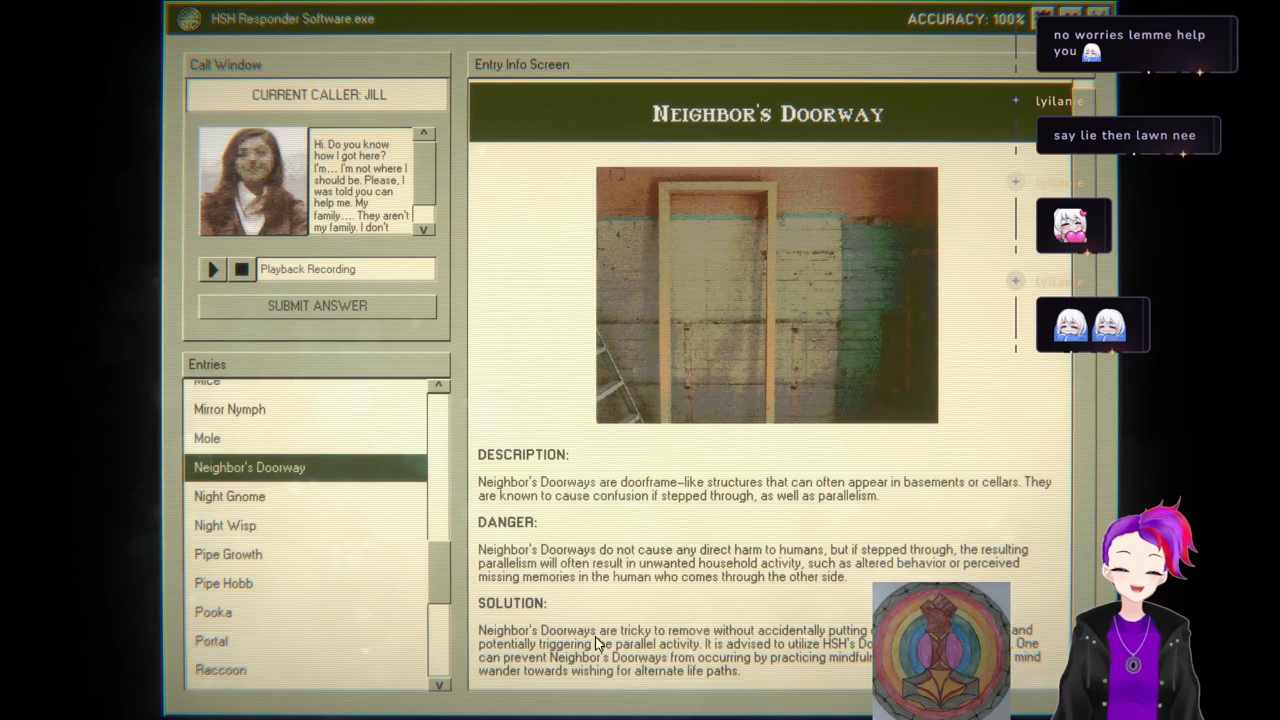 HSH Responder Software.exe
ACCURACY: 100%
Call Window
CURRENT CALLER: JILL
Hi. Do you know
how I got here?
I'm... I'm not where I
should be. Please, I
was told you can
help me. My
family.... They aren't
my family. I don't
Playback Recording
SUBMIT ANSWER
Entries
Mice
Mirror Nymph
Mole
Neighbor's Doorway
Night Gnome
Night Wisp
Pipe Growth
Pipe Hobb
Pooka
Portal
Raccoon
Entry Info Screen
NEIGHBOR'S DOORWAY
DESCRIPTION:
Neighbor's Doorways are doorframe-like structures that can often appear in basements or cellars. They
are known to cause confusion if stepped through, as well as parallelism.
DANGER:
Neighbor's Doorways do not cause any direct harm to humans, but if stepped through, the resulting
parallelism will often result in unwanted household activity, such as altered behavior or perceived
missing memories in the human who comes through the other side.
SOLUTION:
Neighbor's Doorways are tricky to remove without accidentally putting and
potentially triggering parallel activity. It is advised to utilize HSH's One
can prevent Neighbor's Doorways from occurring by practicing mind
wander towards wishing for alternate life paths.
no worries lemme help
you
lyilanie
say lie then lawn nee
lyilanie
lyilanie